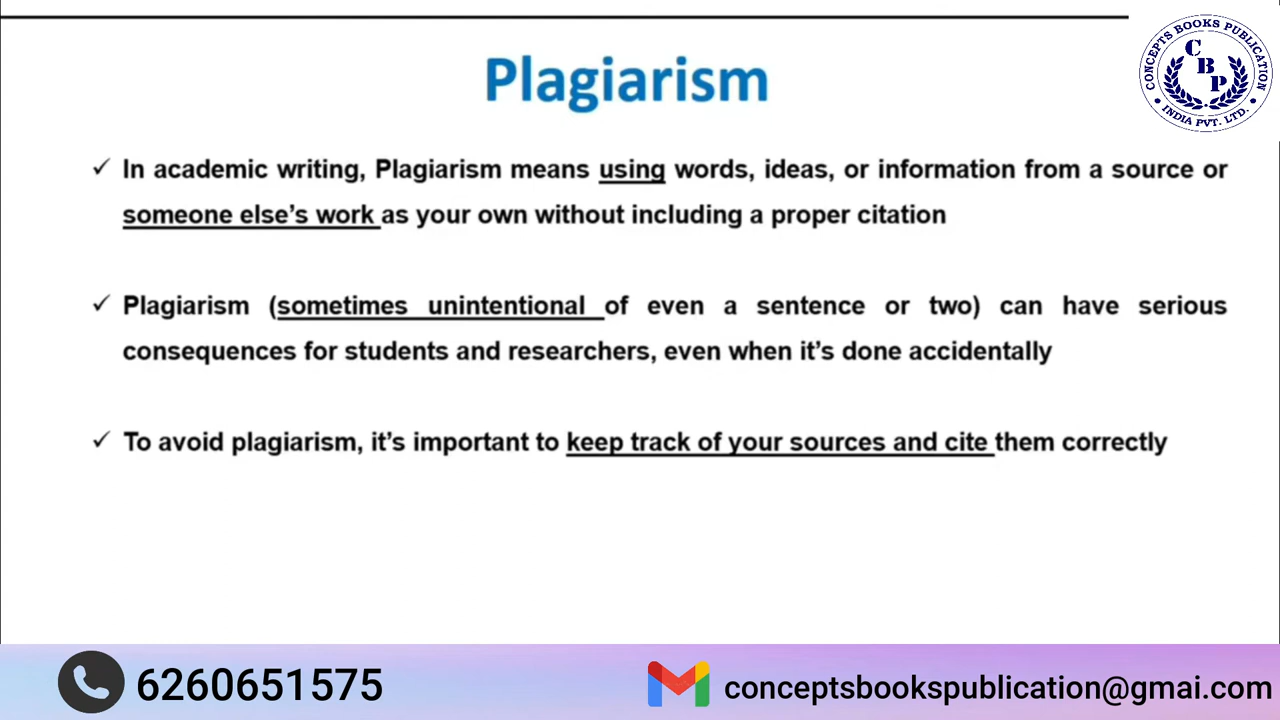 Plagiarism
CONCEPTS BOOKS PUBLICATION
CBP
INDIA PVT. LTD.
✓ In academic writing, Plagiarism means using words, ideas, or information from a source or
someone else's work as your own without including a proper citation
✓ Plagiarism (sometimes unintentional of even a sentence or two) can have serious
consequences for students and researchers, even when it's done accidentally
✓ To avoid plagiarism, it's important to keep track of your sources and cite them correctly
6260651575
conceptsbookspublication@gmai.com